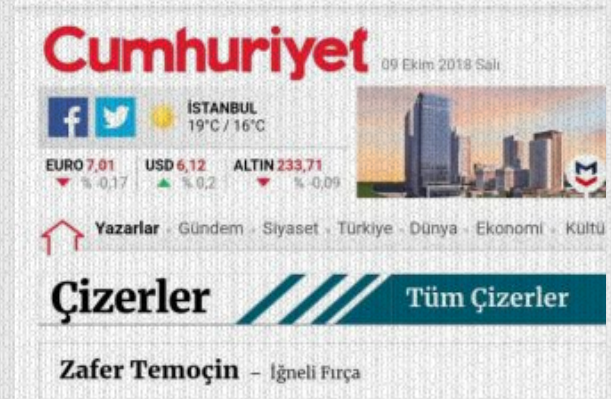 Cumhuriyet
09 Ekim 2018 Salı
İSTANBUL
19°C / 16°C
EURO 7,01 USD 6,12 ALTIN 233,71
% -0,17 % 0,2 % -0,09
Yazarlar Gündem Siyaset Türkiye Dünya Ekonomi Kültü
Çizerler Tüm Çizerler
Zafer Temoçin – İğneli Fırça